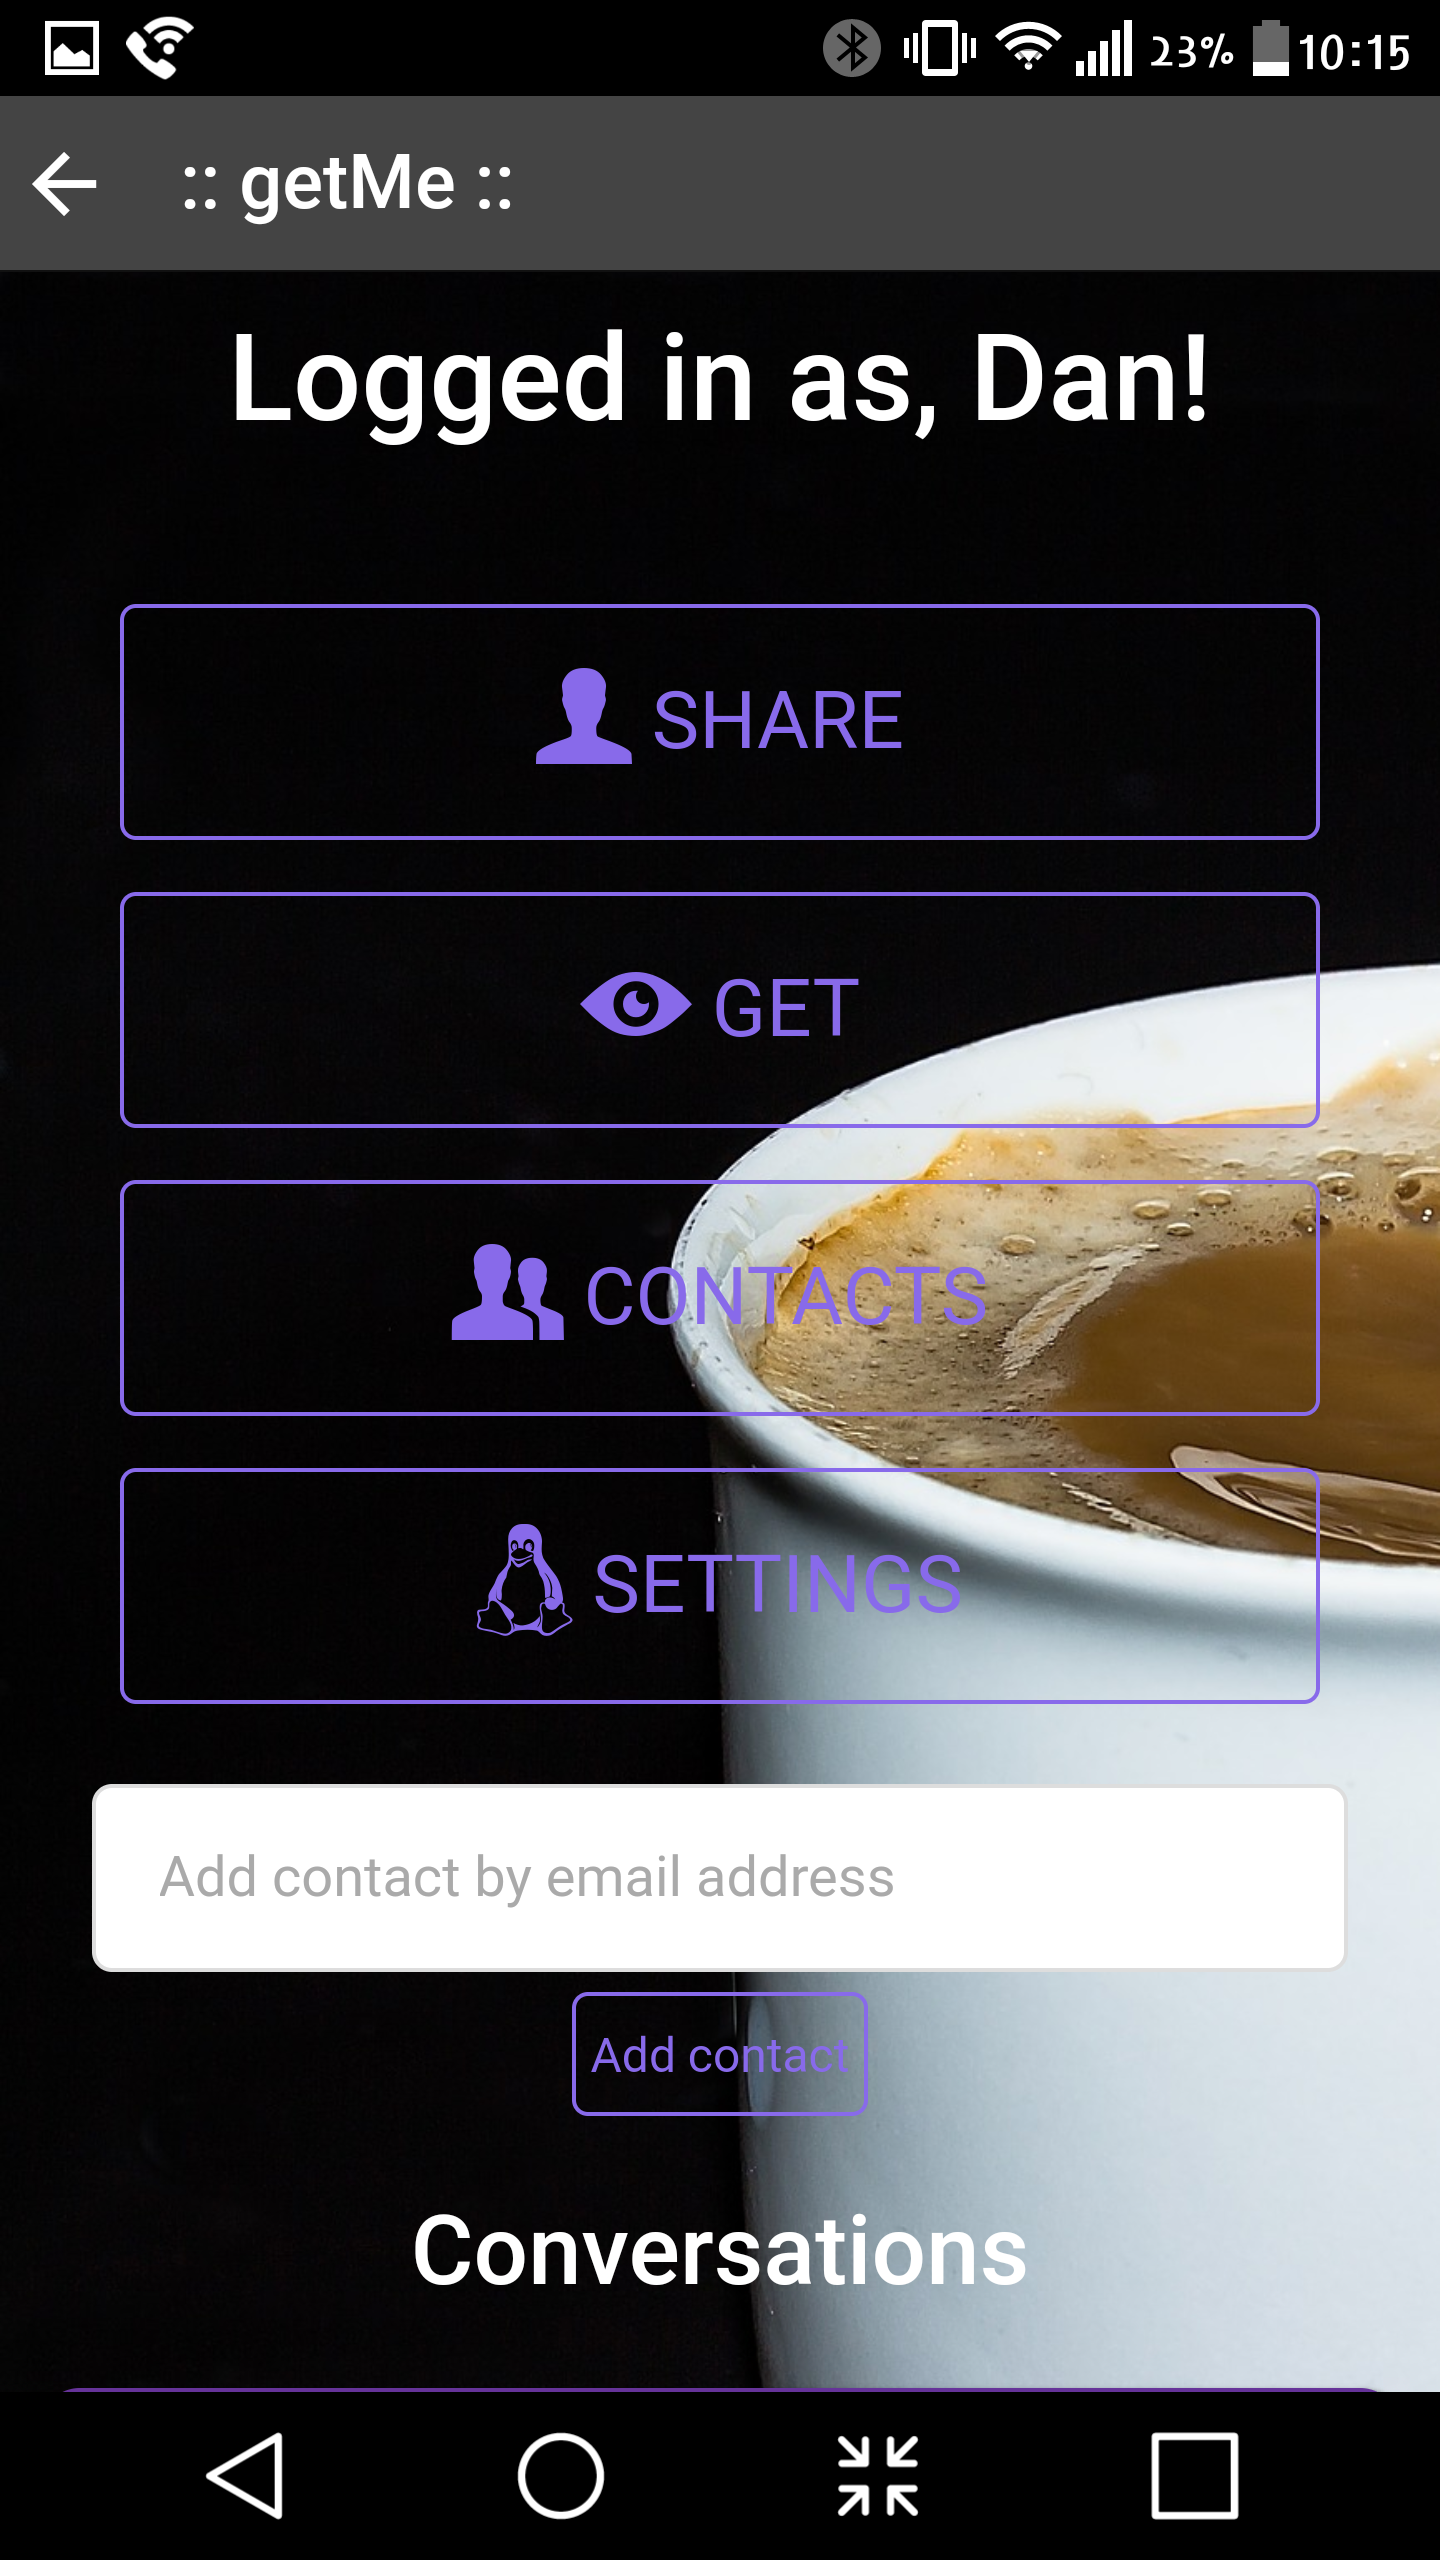 23% 10:15
:: getMe ::
Logged in as, Dan!
SHARE
GET
CONTACTS
SETTINGS
Add contact by email address
Add contact
Conversations